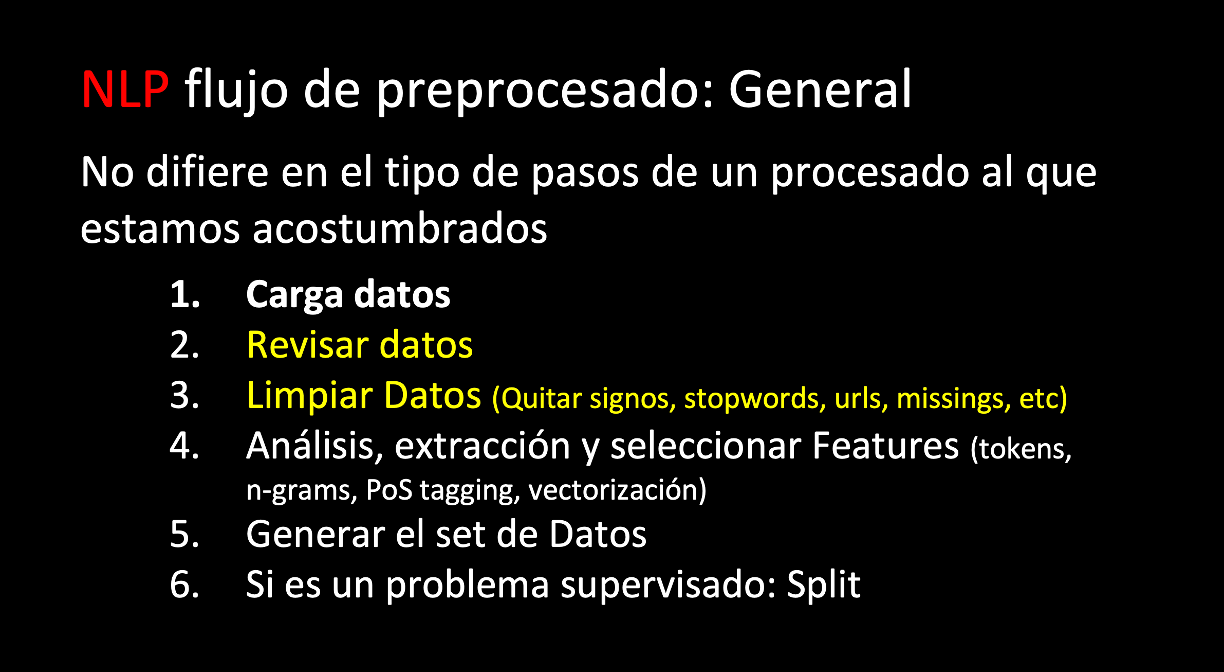 NLP flujo de preprocesado: General
No difiere en el tipo de pasos de un procesado al que
estamos acostumbrados
1. Carga datos
2. Revisar datos
3. Limpiar Datos (Quitar signos, stopwords, urls, missings, etc)
4. Análisis, extracción y seleccionar Features (tokens,
n-grams, PoS tagging, vectorización)
5. Generar el set de Datos
6. Si es un problema supervisado: Split